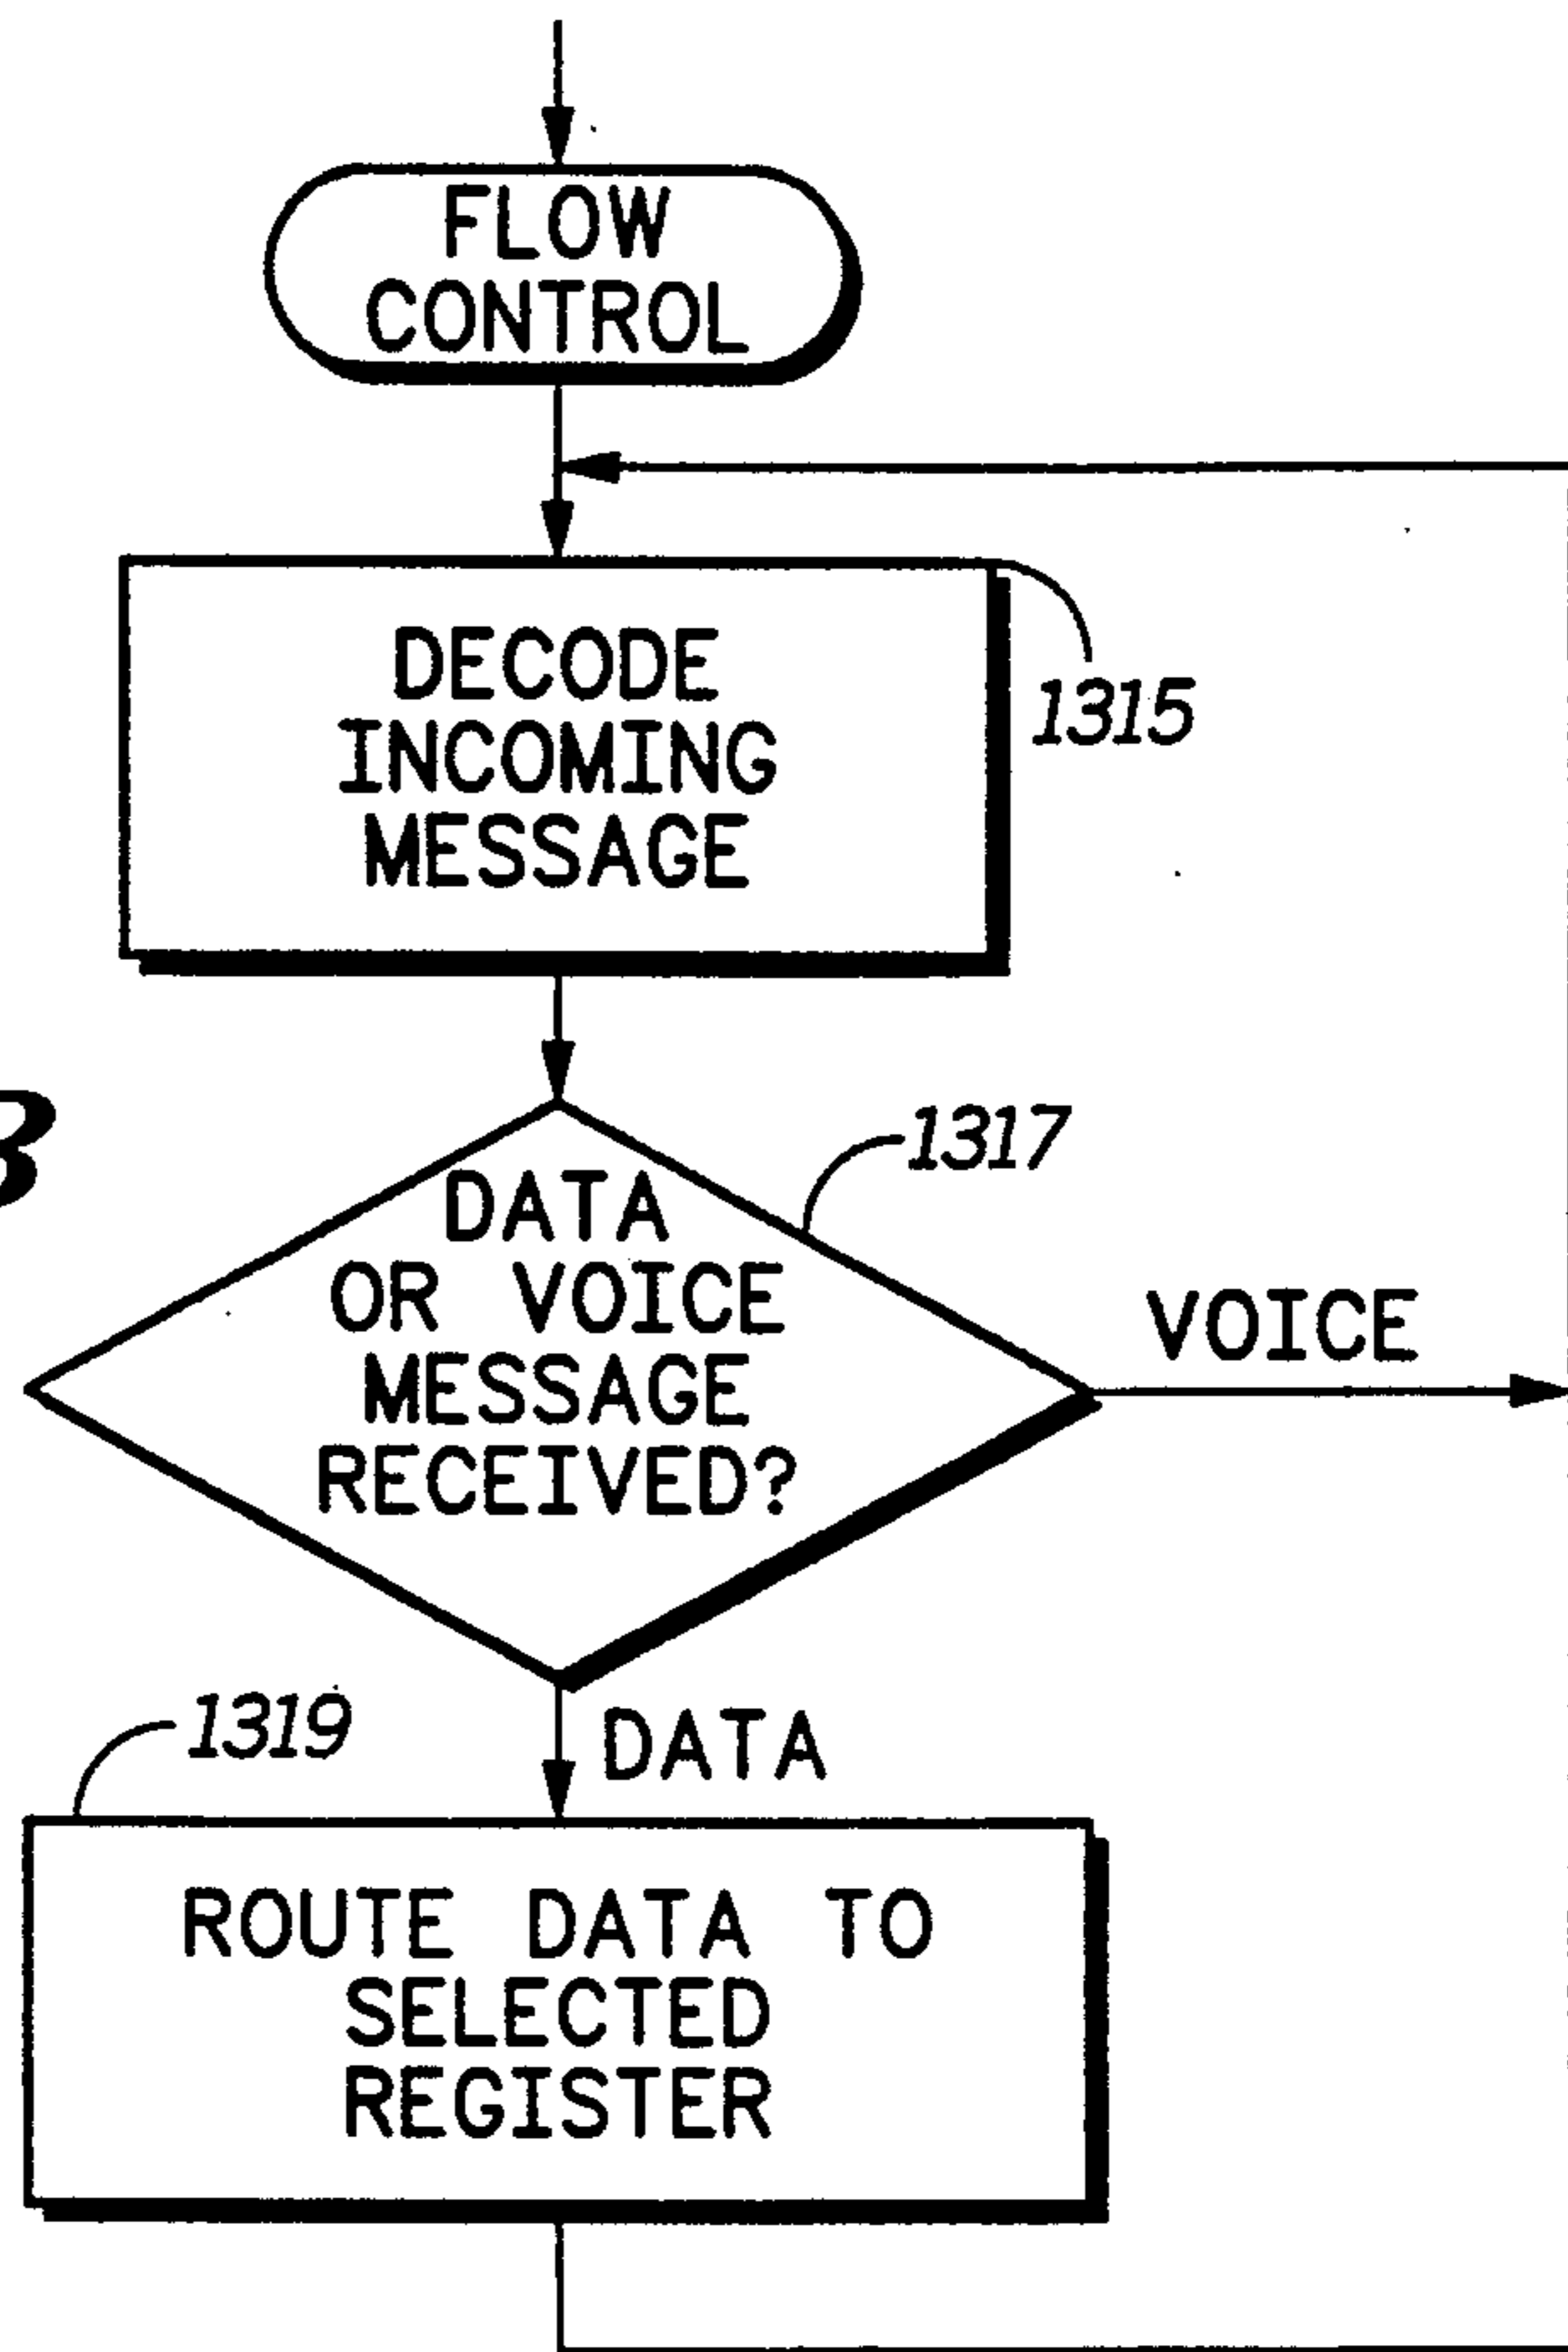 FLOW
CONTROL
DECODE
INCOMING
MESSAGE
1315
1317
DATA
OR VOICE
MESSAGE
RECEIVED?
VOICE
1319
DATA
ROUTE DATA TO
SELECTED
REGISTER